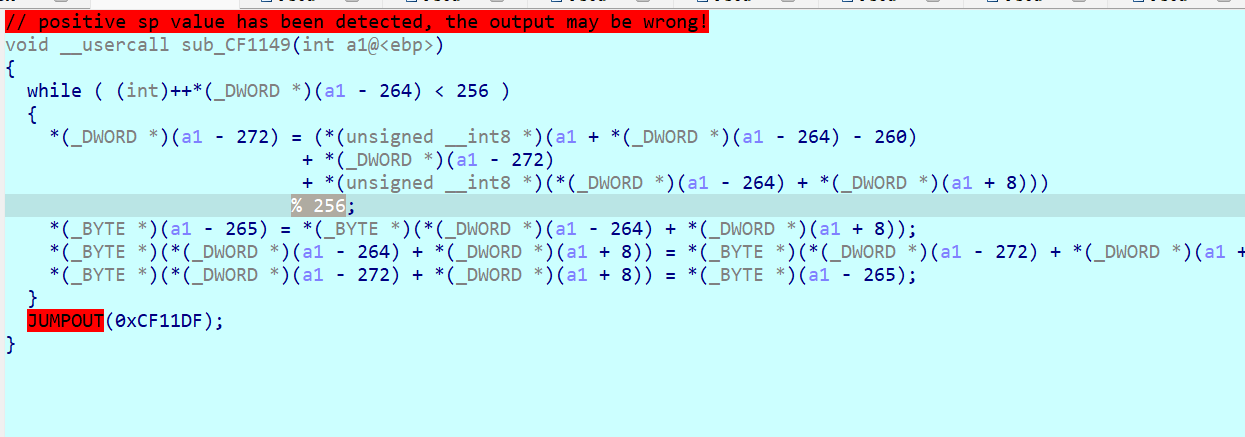 // positive sp value has been detected, the output may be wrong!
void __usercall sub_CF1149(int a1@<ebp>)
{
  while ( (int)++*(_DWORD *)(a1 - 264) < 256 )
  {
    *(_DWORD *)(a1 - 272) = (*(unsigned __int8 *)(a1 + *(_DWORD *)(a1 - 264) - 260)
                           + *(_DWORD *)(a1 - 272)
                           + *(unsigned __int8 *)(*(_DWORD *)(a1 - 264) + *(_DWORD *)(a1 + 8)))
                          % 256;
    *(_BYTE *)(a1 - 265) = *(_BYTE *)(*(_DWORD *)(a1 - 264) + *(_DWORD *)(a1 + 8));
    *(_BYTE *)(*(_DWORD *)(a1 - 264) + *(_DWORD *)(a1 + 8)) = *(_BYTE *)(*(_DWORD *)(a1 - 272) + *(_DWORD *)(a1 +
    *(_BYTE *)(*(_DWORD *)(a1 - 272) + *(_DWORD *)(a1 + 8)) = *(_BYTE *)(a1 - 265);
  }
  JUMPOUT(0xCF11DF);
}